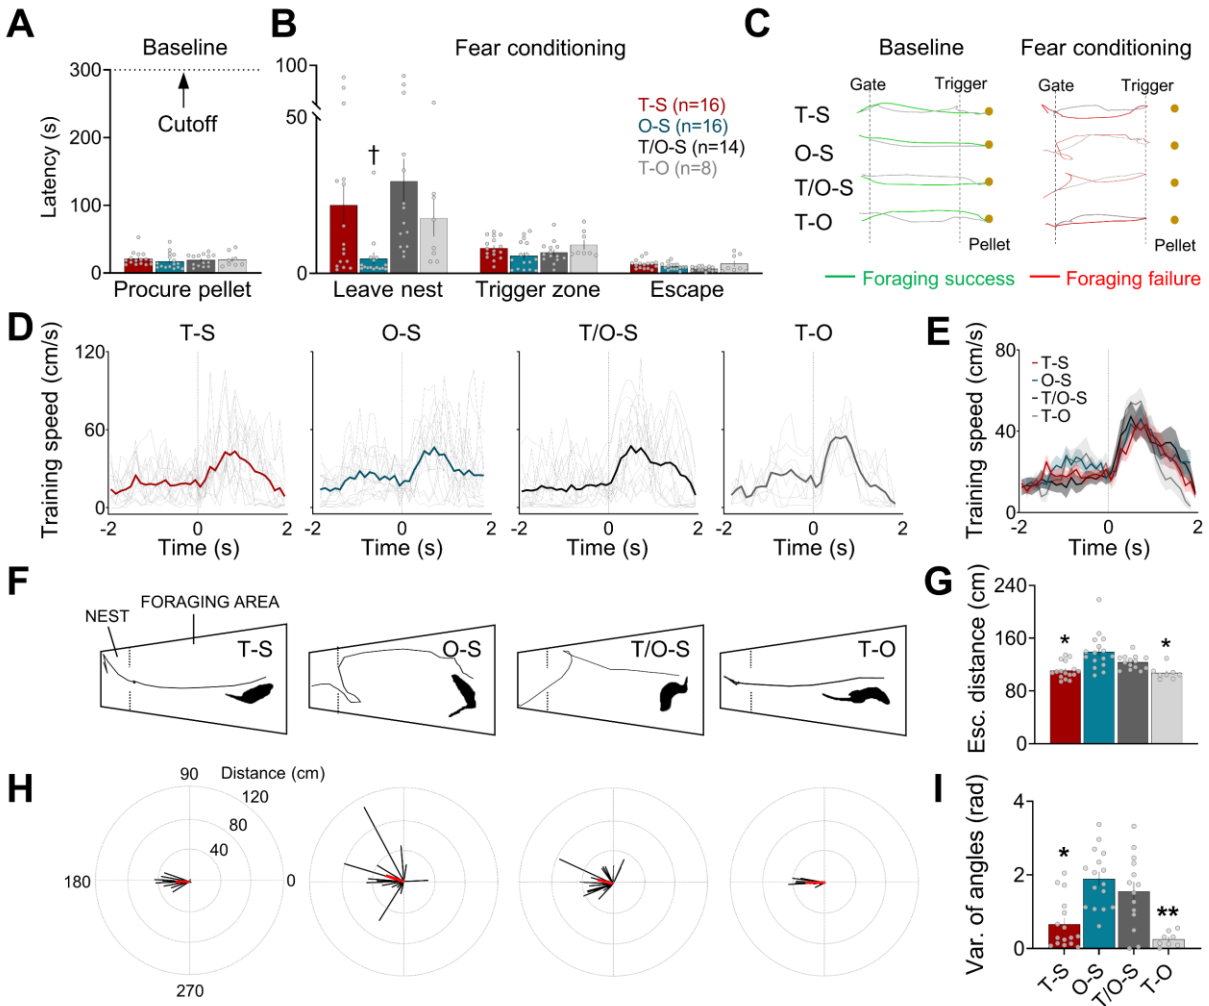 A
Baseline
300
200
100
0
Latency (s)
Cutoff
Procure pellet
B
Fear conditioning
100
50
0
†
T-S (n=16)
O-S (n=16)
T/O-S (n=14)
T-O (n=8)
Leave nest
Trigger zone
Escape
C
Baseline
Fear conditioning
Gate
Trigger
Gate
Trigger
T-S
O-S
T/O-S
T-O
Pellet
Pellet
Foraging success
Foraging failure
D
T-S
O-S
T/O-S
T-O
Training speed (cm/s)
120
60
0
-2
0
2
Time (s)
-2
0
2
Time (s)
-2
0
2
Time (s)
-2
0
2
Time (s)
E
Training speed (cm/s)
80
40
0
T-S
O-S
T/O-S
T-O
-2
0
2
Time (s)
F
NEST
FORAGING AREA
T-S
O-S
T/O-S
T-O
G
Esc. distance (cm)
240
160
80
0
*
*
H
90
Distance (cm)
120
80
40
180
0
270
I
Var. of angles (rad)
4
2
0
*
**
T-S
O-S
T/O-S
T-O